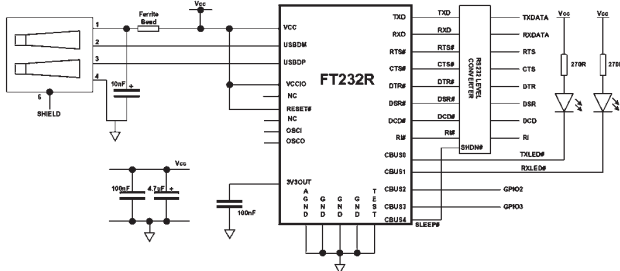 Vcc
Ferrite
Bead
1
2
3
4
5
SHIELD
10nF
+
VCC
USBDM
USBDP
VCCIO
NC
RESET#
NC
OSCI
OSCO
3V3OUT
FT232R
A
G
N
D
G
N
D
G
N
D
G
N
D
T
E
S
T
TXD
RXD
RTS#
CTS#
DTR#
DSR#
DCD#
RI#
CBUS0
CBUS1
CBUS2
CBUS3
CBUS4
TXD
RXD
RTS#
CTS#
DTR#
DSR#
DCD#
RI#
SHDN#
RS232 LEVEL
CONVERTER
TXDATA
RXDATA
RTS
CTS
DTR
DSR
DCD
RI
TXLED#
RXLED#
GPIO2
GPIO3
SLEEP#
Vcc
Vcc
270R
270R
Vcc
100nF
4.7uF
+
100nF